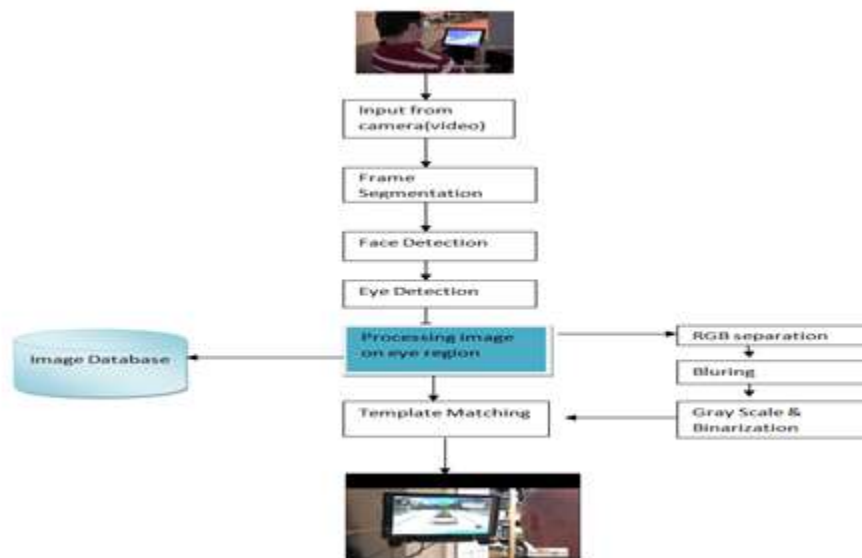 Input from
camera(video)
Frame
Segmentation
Face Detection
Eye Detection
Processing image
on eye region
Image Database
RGB separation
Bluring
Gray Scale &
Binarization
Template Matching